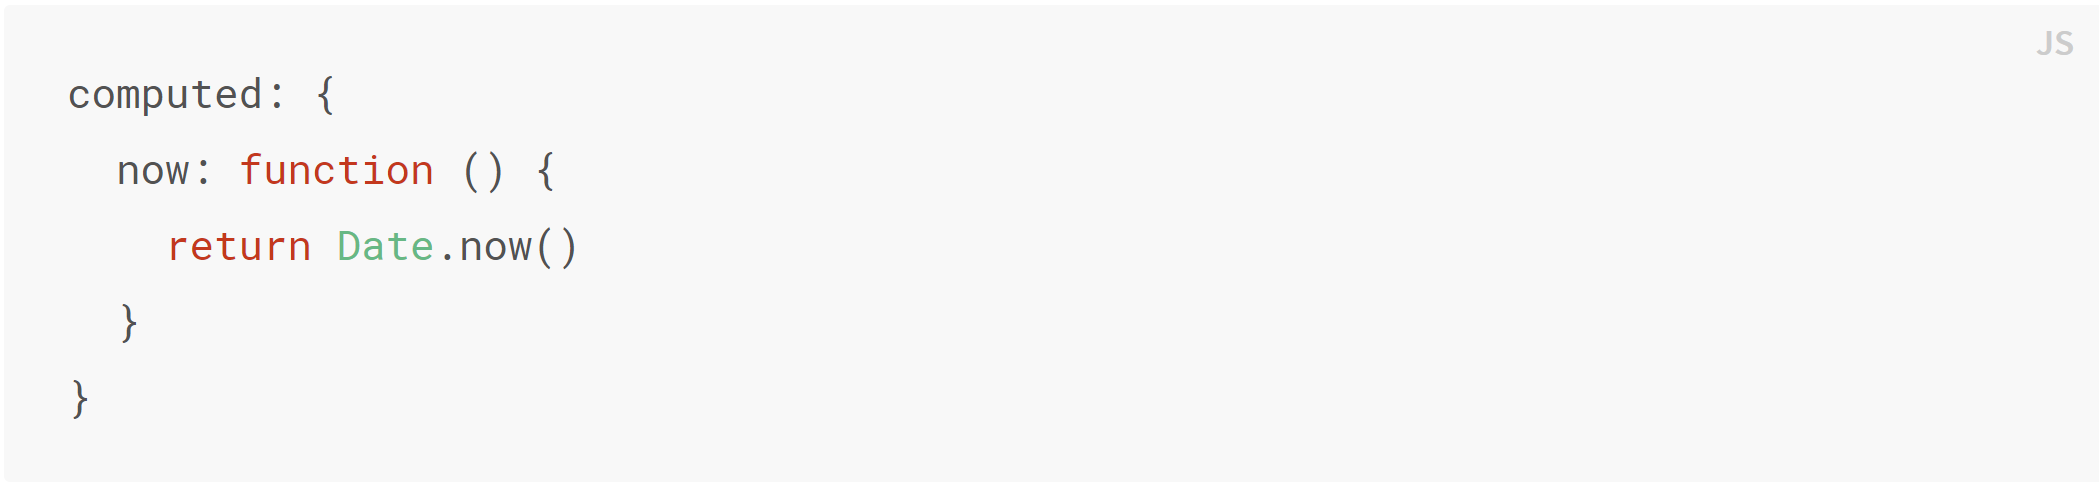 JS
computed: {
  now: function () {
    return Date.now()
  }
}